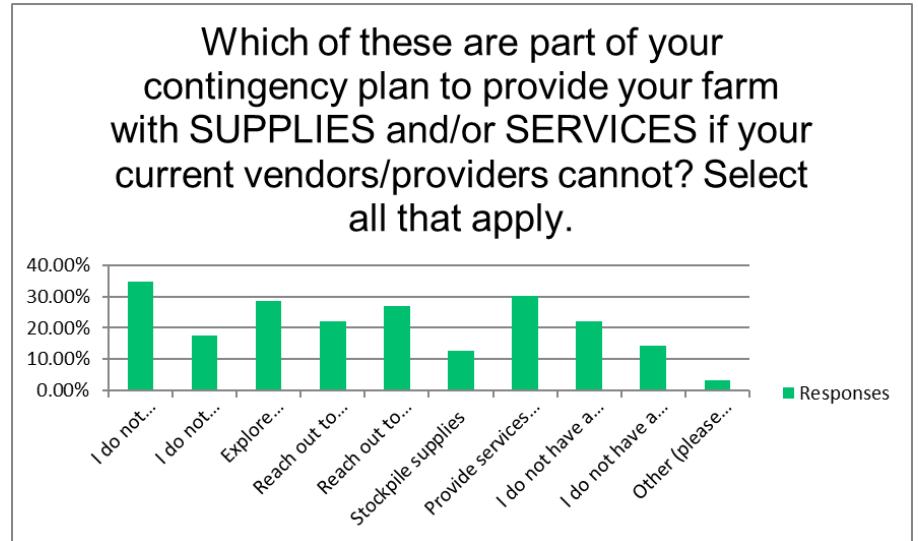 Which of these are part of your
contingency plan to provide your farm
with SUPPLIES and/or SERVICES if your
current vendors/providers cannot? Select
all that apply.
40.00%
30.00%
20.00%
10.00%
0.00%
I do not...
I do not...
Explore...
Reach out to...
Reach out to...
Stockpile supplies
Provide services...
I do not have a...
I do not have a...
Other (please...
Responses